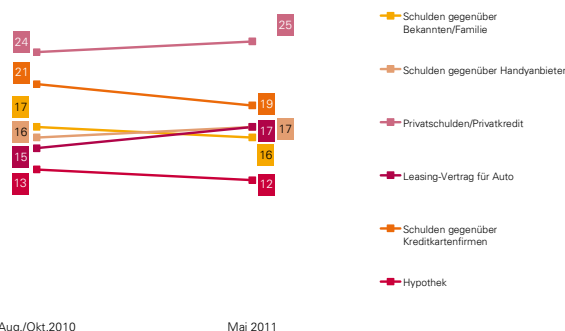 24
21
17
16
15
13
25
19
17
17
16
12
Schulden gegenüber
Bekannten/Familie
Schulden gegenüber Handyanbieter
Privatschulden/Privatkredit
Leasing-Vertrag für Auto
Schulden gegenüber
Kreditkartenfirmen
Hypothek
Aug./Okt.2010
Mai 2011